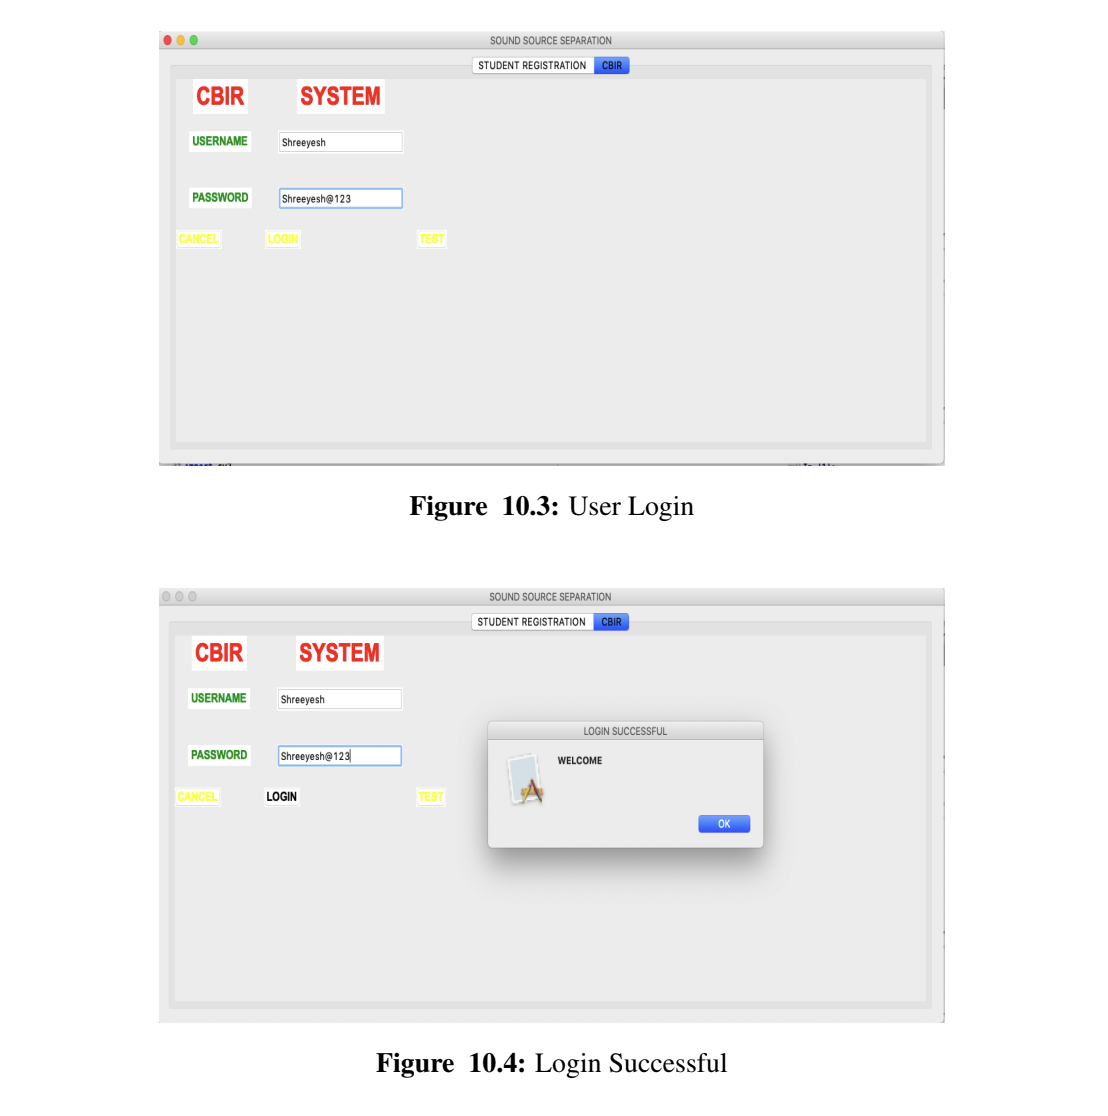 SOUND SOURCE SEPARATION
STUDENT REGISTRATION CBIR
CBIR SYSTEM
USERNAME Shreeyesh
PASSWORD Shreeyesh@123
CANCEL LOGIN TEST
Figure 10.3: User Login
SOUND SOURCE SEPARATION
STUDENT REGISTRATION CBIR
CBIR SYSTEM
USERNAME Shreeyesh
PASSWORD Shreeyesh@123
CANCEL LOGIN TEST
LOGIN SUCCESSFUL
WELCOME
OK
Figure 10.4: Login Successful